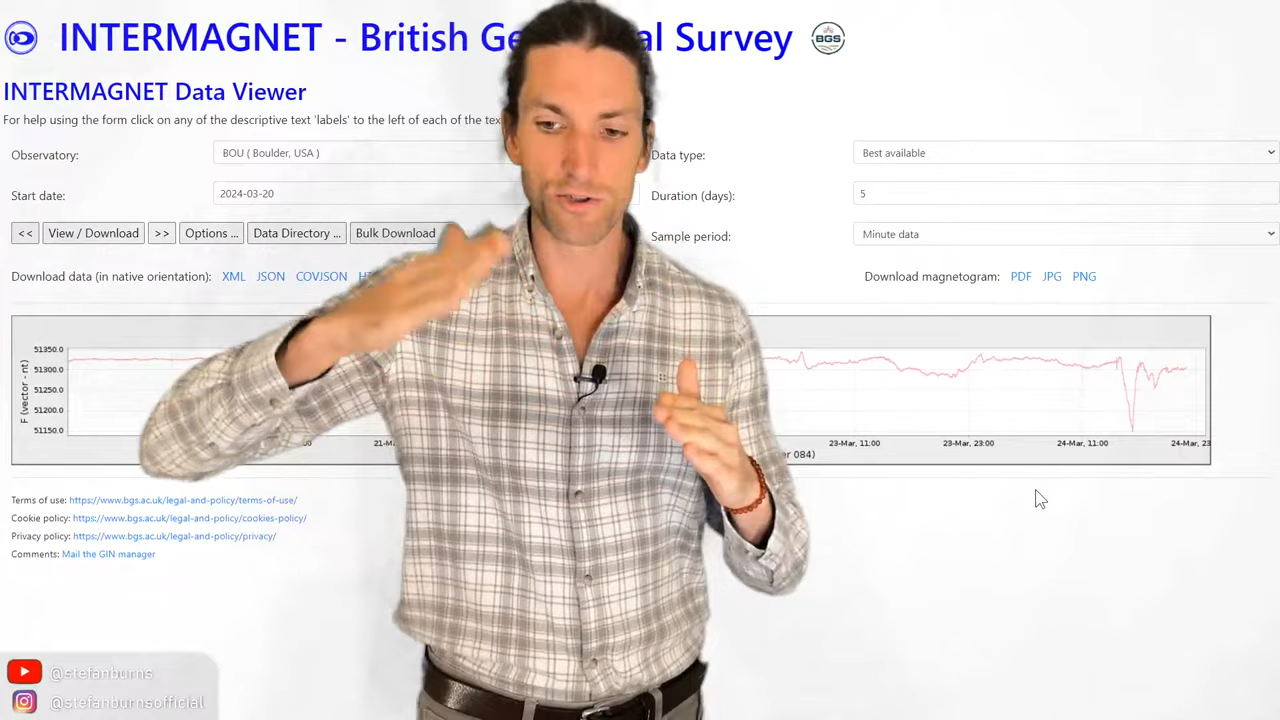 INTERMAGNET - British Ge al Survey
BGS
INTERMAGNET Data Viewer
For help using the form click on any of the descriptive text 'labels' to the left of each of the tex
Observatory: BOU ( Boulder, USA ) Data type: Best available
Start date: 2024-03-20 Duration (days): 5
<< View / Download >> Options ... Data Directory ... Bulk Download Sample period: Minute data
Download data (in native orientation): XML JSON COVJSON Download magnetogram: PDF JPG PNG
F (vector - nt)
51350.0
51300.0
51250.0
51200.0
51150.0
21-M 23-Mar, 11:00 23-Mar, 23:00 24-Mar, 11:00 24-Mar, 23
er 084)
Terms of use: https://www.bgs.ac.uk/legal-and-policy/terms-of-use/
Cookie policy: https://www.bgs.ac.uk/legal-and-policy/cookies-policy/
Privacy policy: https://www.bgs.ac.uk/legal-and-policy/privacy/
Comments: Mail the GIN manager
@stefanburns
@stefanburnsofficial